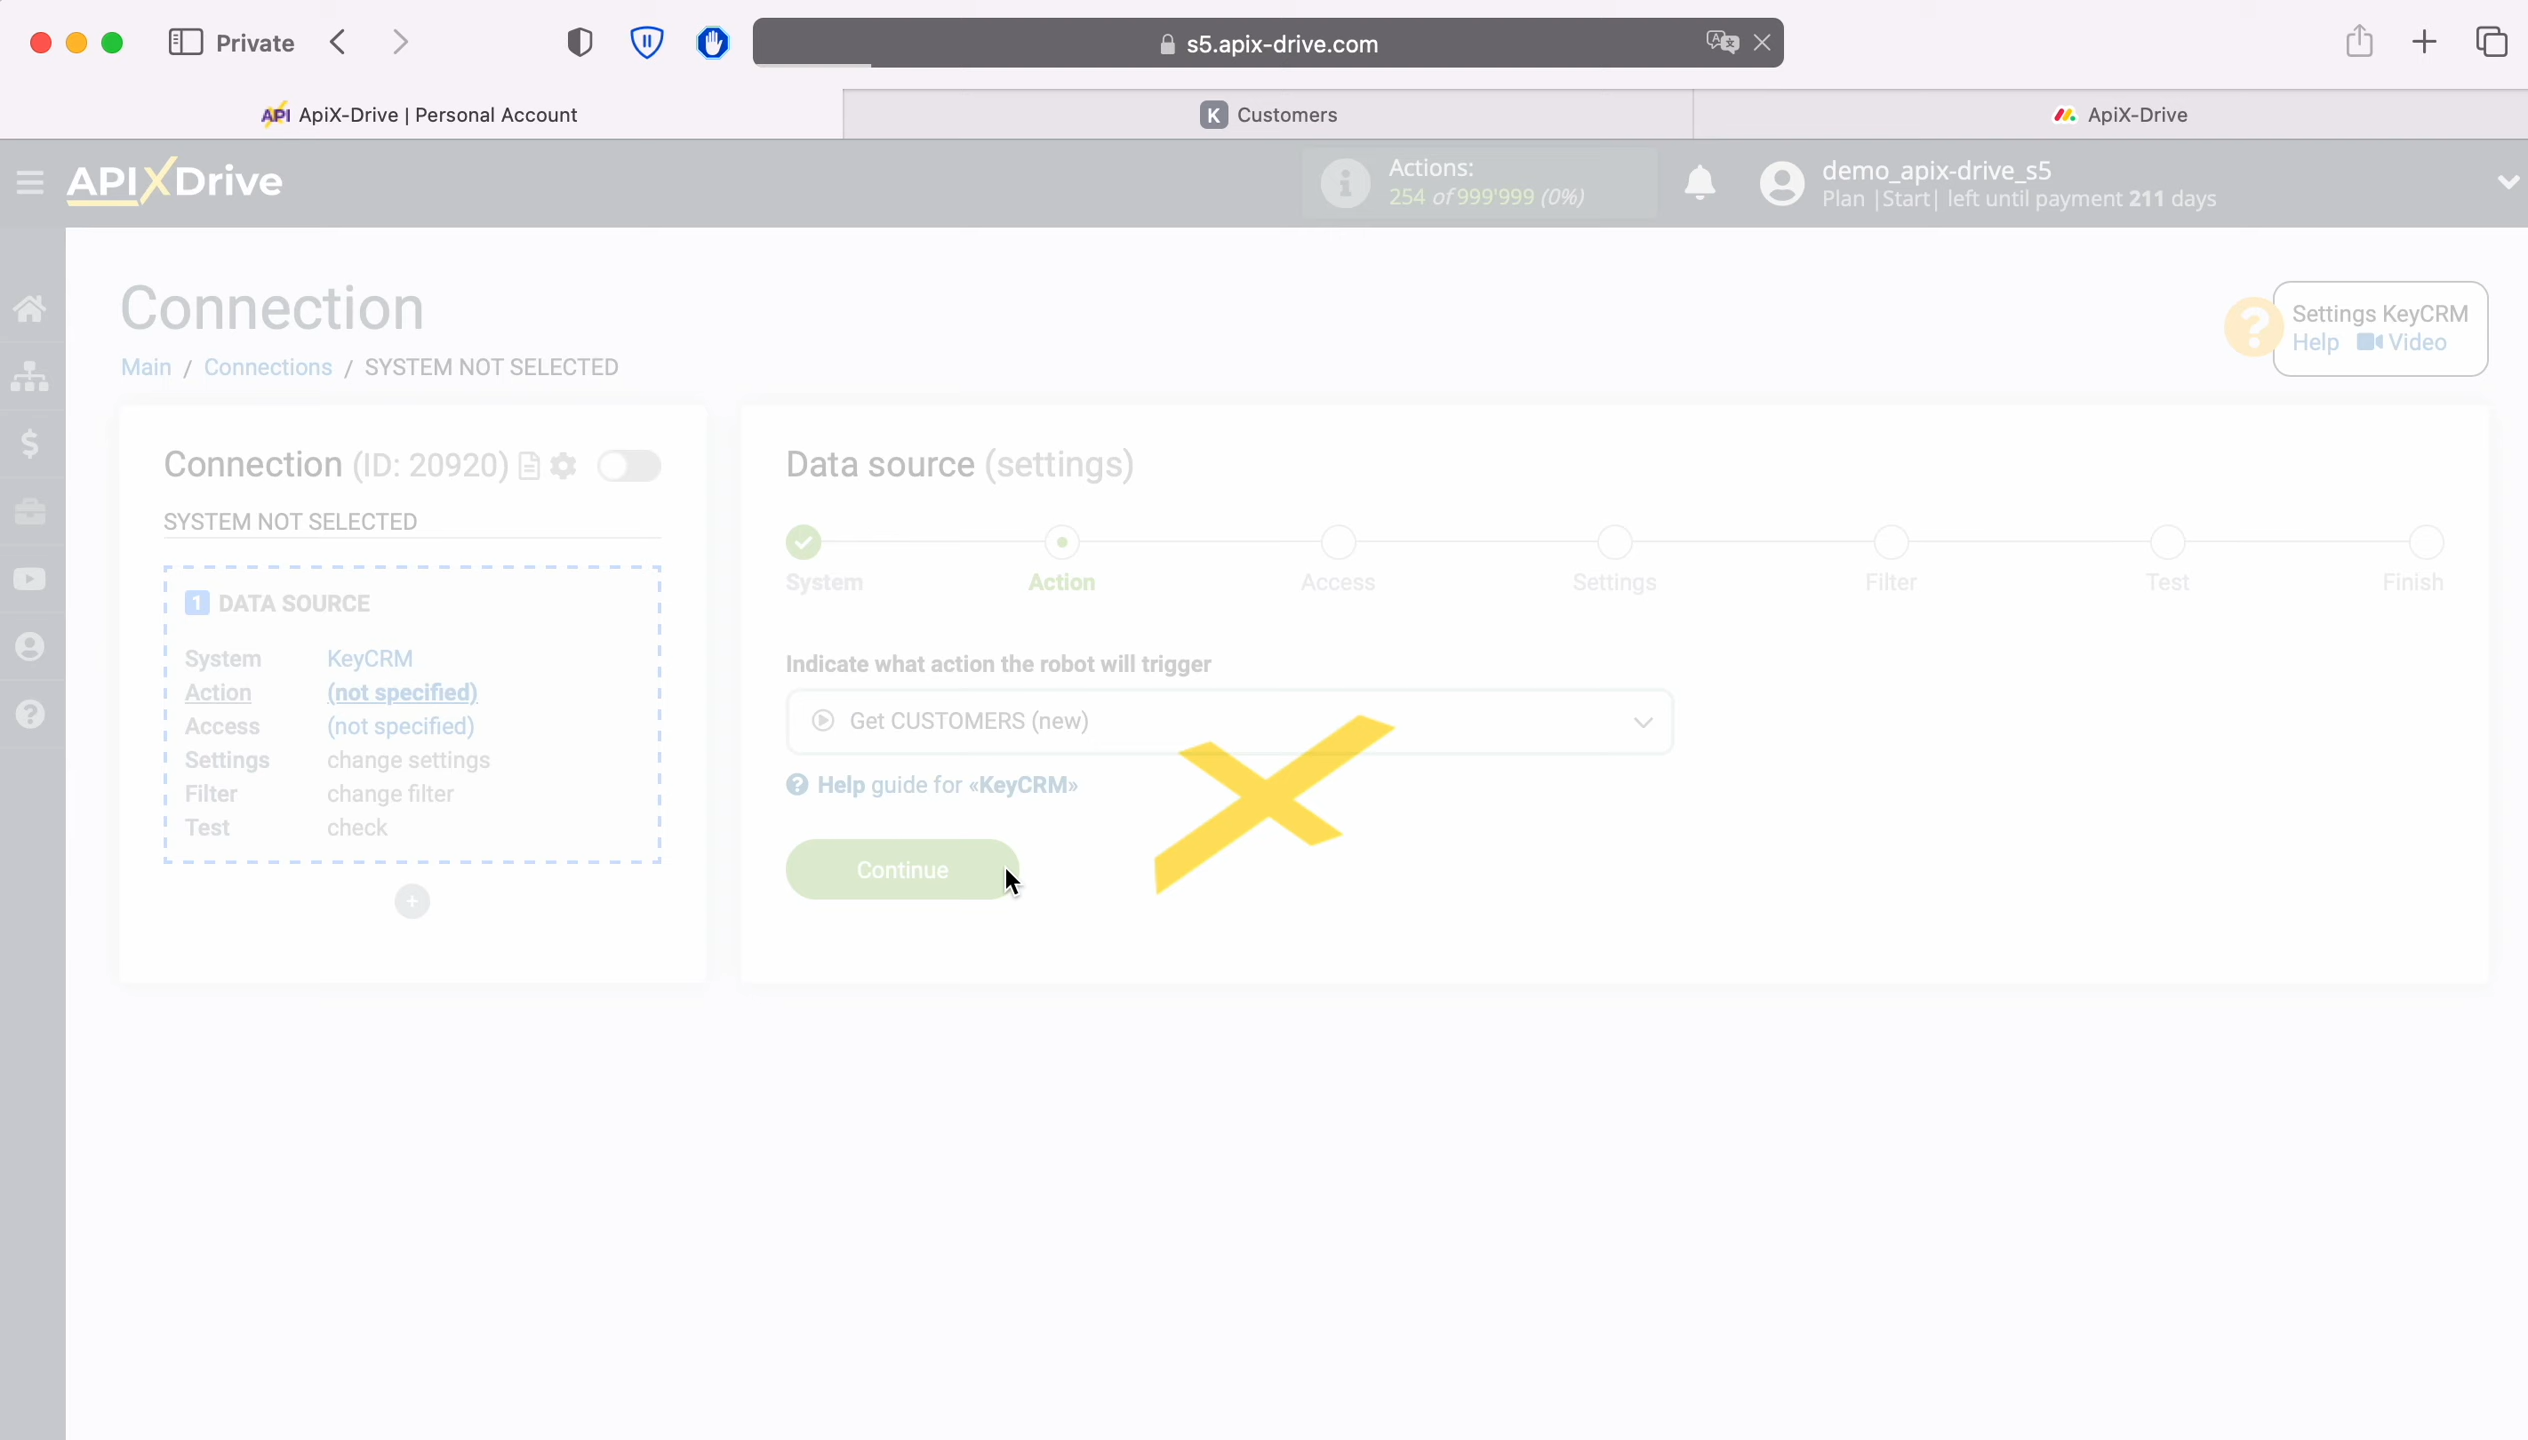 Private
s5.apix-drive.com
API ApiX-Drive | Personal Account
K Customers
ApiX-Drive
APIXDrive
Actions:
254 of 999'999 (0%)
demo_apix-drive_s5
Plan |Start| left until payment 211 days
Connection
Main / Connections / SYSTEM NOT SELECTED
Settings KeyCRM
Help Video
Connection (ID: 20920)
SYSTEM NOT SELECTED
1 DATA SOURCE
System KeyCRM
Action (not specified)
Access (not specified)
Settings change settings
Filter change filter
Test check
Data source (settings)
System Action Access Settings Filter Test Finish
Indicate what action the robot will trigger
Get CUSTOMERS (new)
Help guide for «KeyCRM»
Continue